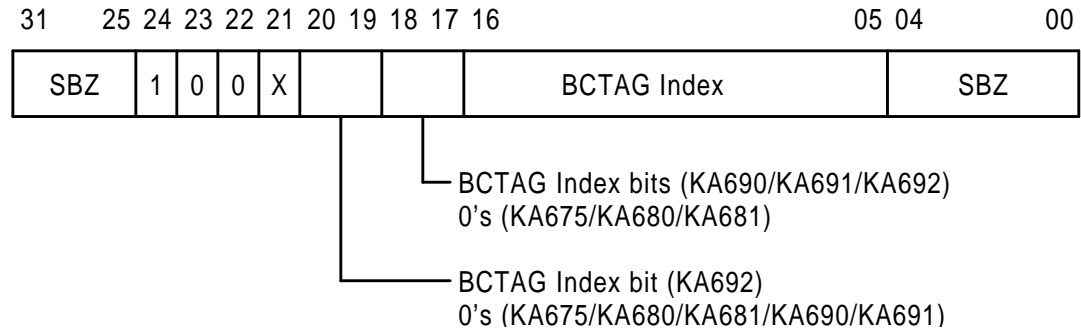 31 25 24 23 22 21 20 19 18 17 16 05 04 00
SBZ 1 0 0 X BCTAG Index SBZ
BCTAG Index bits (KA690/KA691/KA692)
0's (KA675/KA680/KA681)
BCTAG Index bit (KA692)
0's (KA675/KA680/KA681/KA690/KA691)